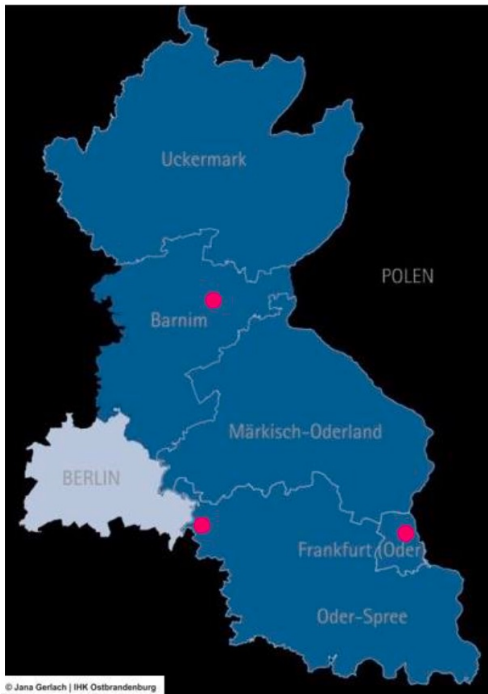 Uckermark
POLEN
Barnim
Märkisch-Oderland
BERLIN
Frankfurt (Oder)
Oder-Spree
© Jana Gerlach | IHK Ostbrandenburg